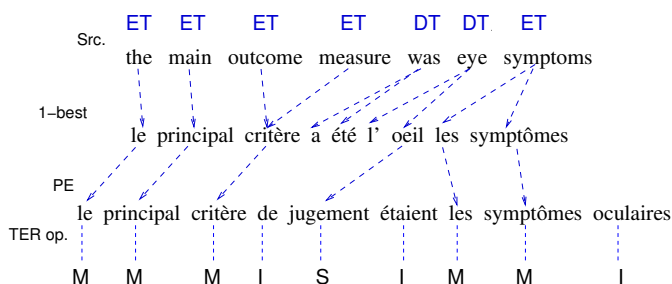 ET ET ET ET DT DT ET
Src.
the main outcome measure was eye symptoms
1−best
le principal critère a été l' oeil les symptômes
PE
le principal critère de jugement étaient les symptômes oculaires
TER op.
M M M I S I M M I